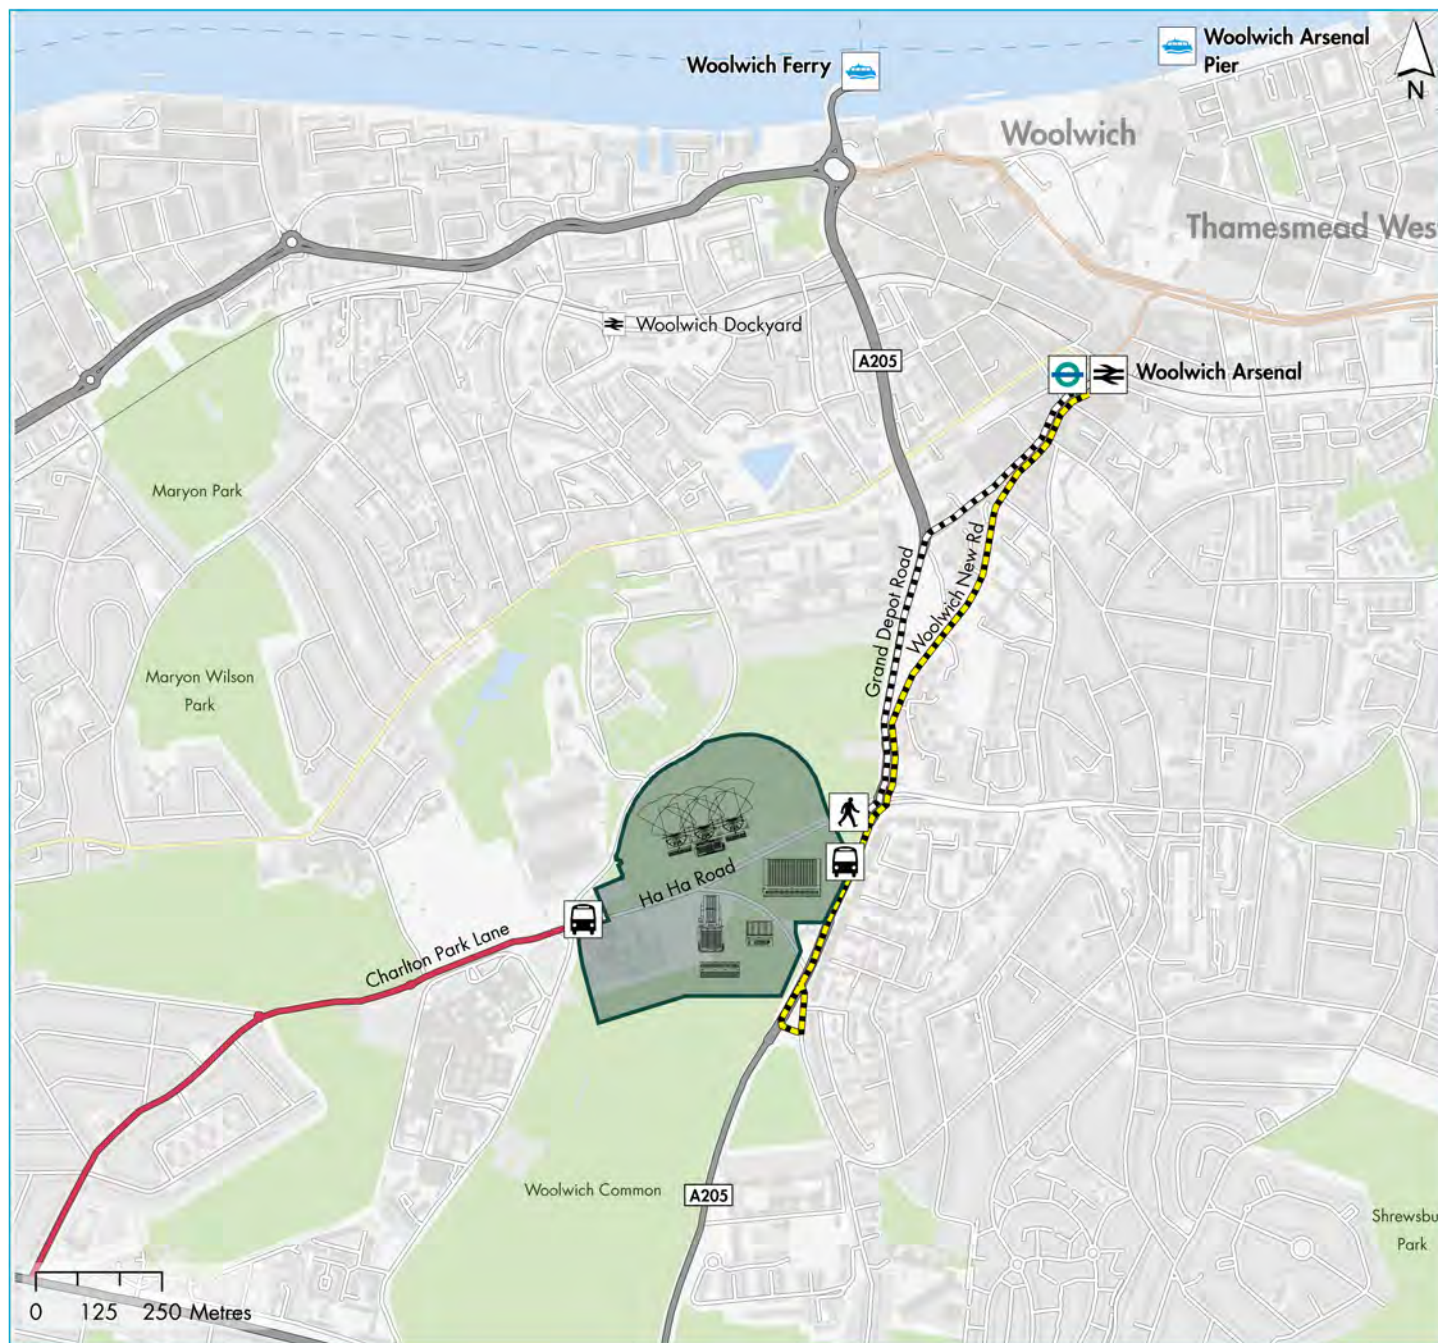 Woolwich Ferry
Woolwich Arsenal
Pier
N
Woolwich
Thamesmead Wes
Woolwich Dockyard
A205
Woolwich Arsenal
Maryon Park
Grand Depot Road
Woolwich New Rd
Maryon Wilson
Park
Ha Ha Road
Charlton Park Lane
Woolwich Common
A205
Shrewsbu
Park
0 125 250 Metres